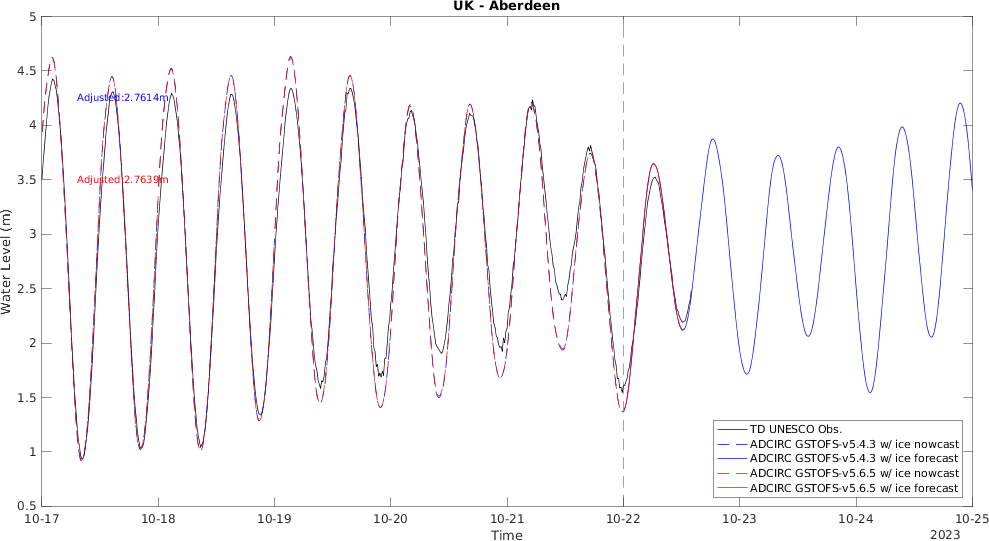 UK - Aberdeen
5
4.5
4
3.5
3
2.5
2
1.5
1
0.5
Water Level (m)
Adjusted:2.7614m
Adjusted:2.7639m
TD UNESCO Obs.
ADCIRC GSTOFS-v5.4.3 w/ ice nowcast
ADCIRC GSTOFS-v5.4.3 w/ ice forecast
ADCIRC GSTOFS-v5.6.5 w/ ice nowcast
ADCIRC GSTOFS-v5.6.5 w/ ice forecast
10-17 10-18 10-19 10-20 10-21 10-22 10-23 10-24 10-25
Time
2023